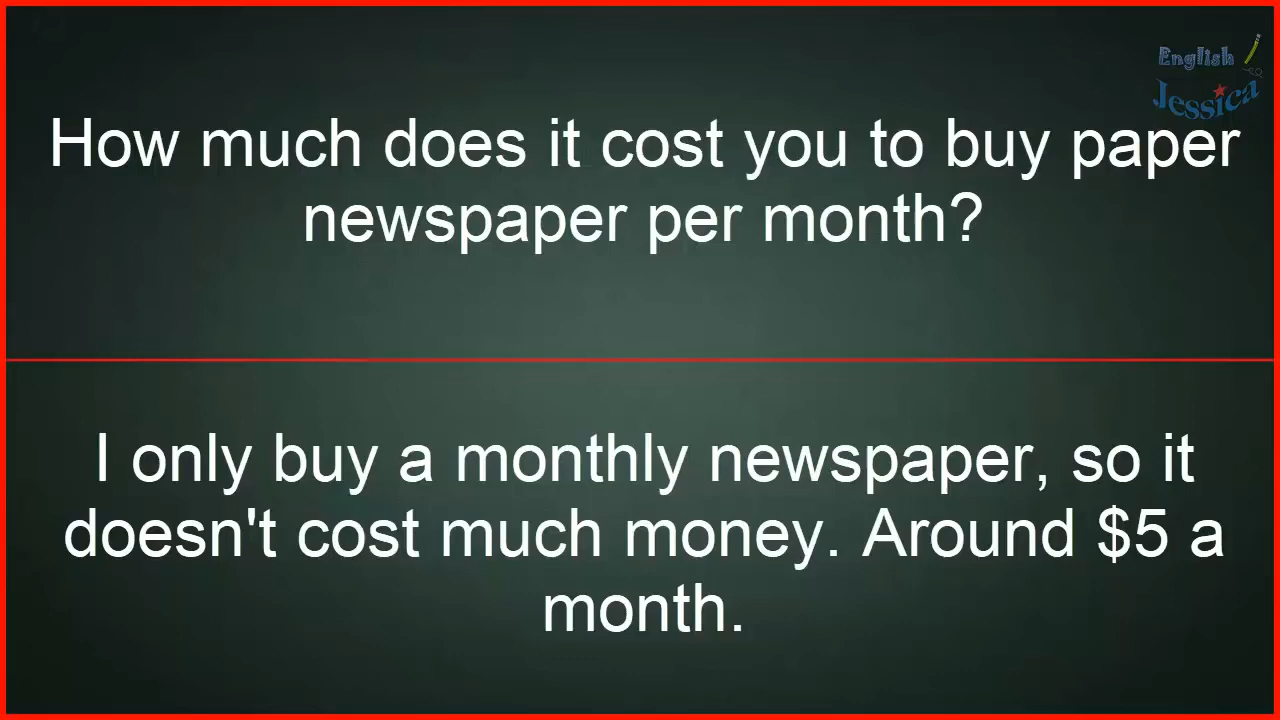 English
Jessica
How much does it cost you to buy paper
newspaper per month?
I only buy a monthly newspaper, so it
doesn't cost much money. Around $5 a
month.